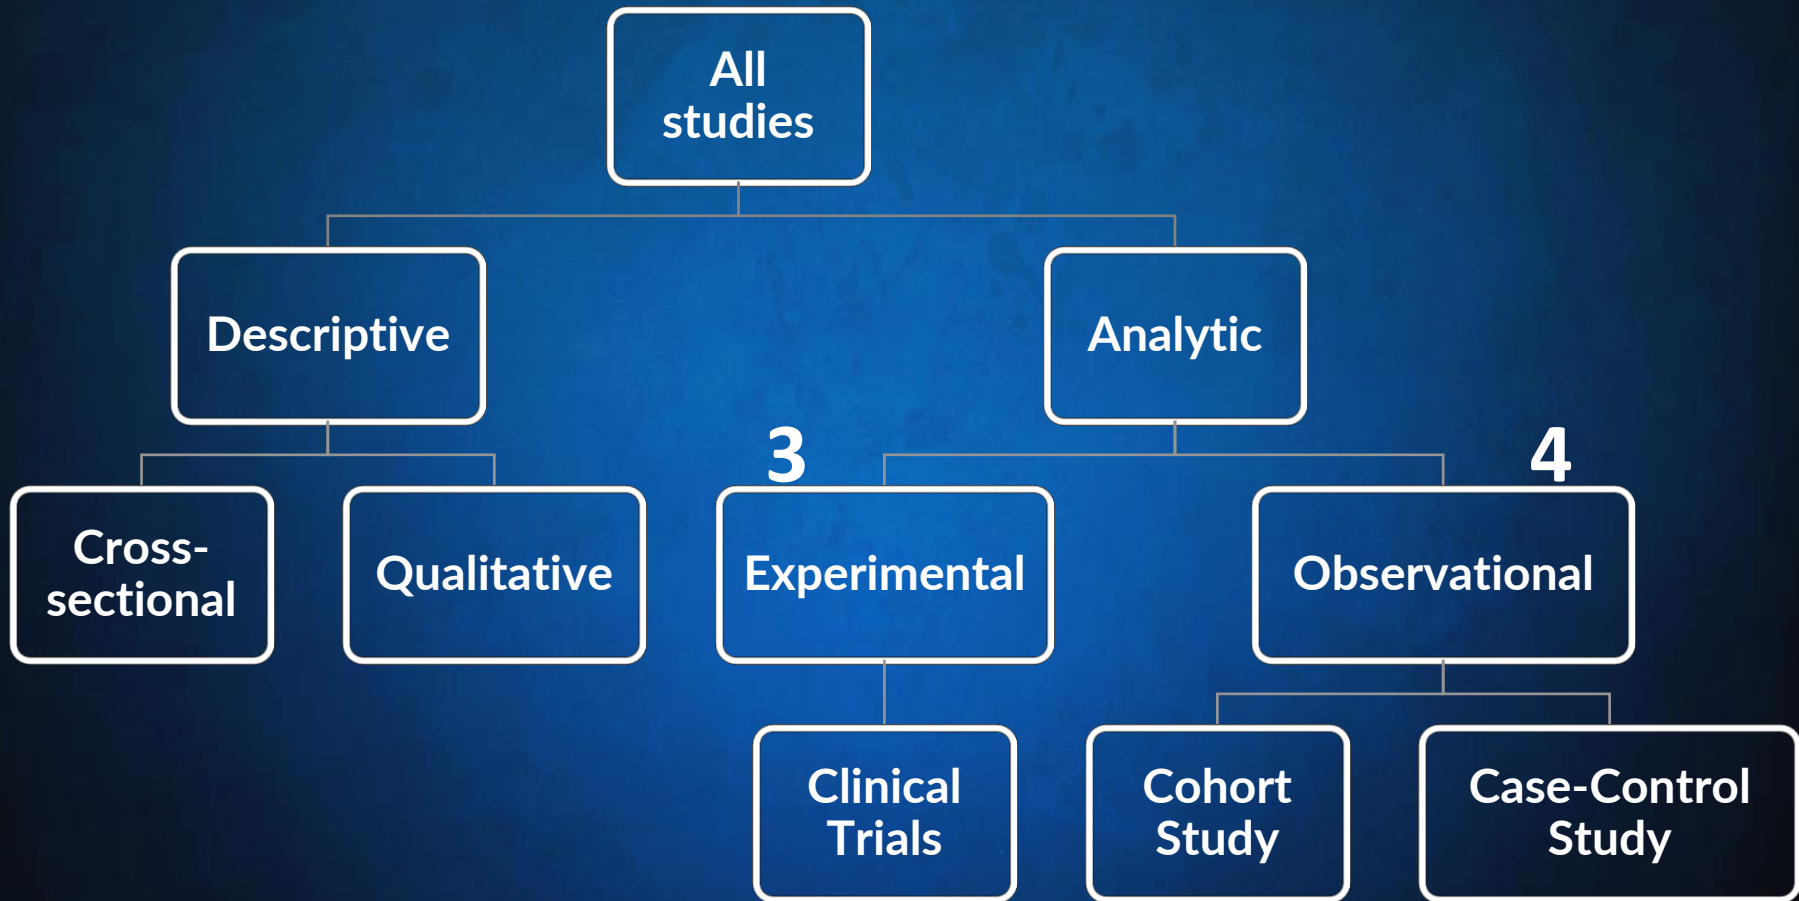 All
studies
Descriptive
Analytic
3
4
Cross-
sectional
Qualitative
Experimental
Observational
Clinical
Trials
Cohort
Study
Case-Control
Study